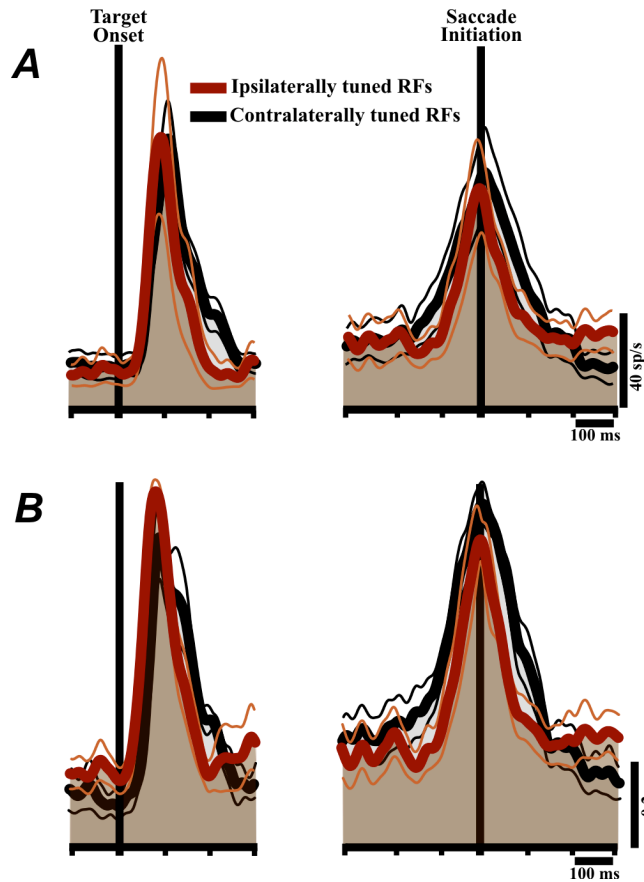 Target
Onset
Saccade
Initiation
A
Ipsilaterally tuned RFs
Contralaterally tuned RFs
40 sp/s
100 ms
B
100 ms